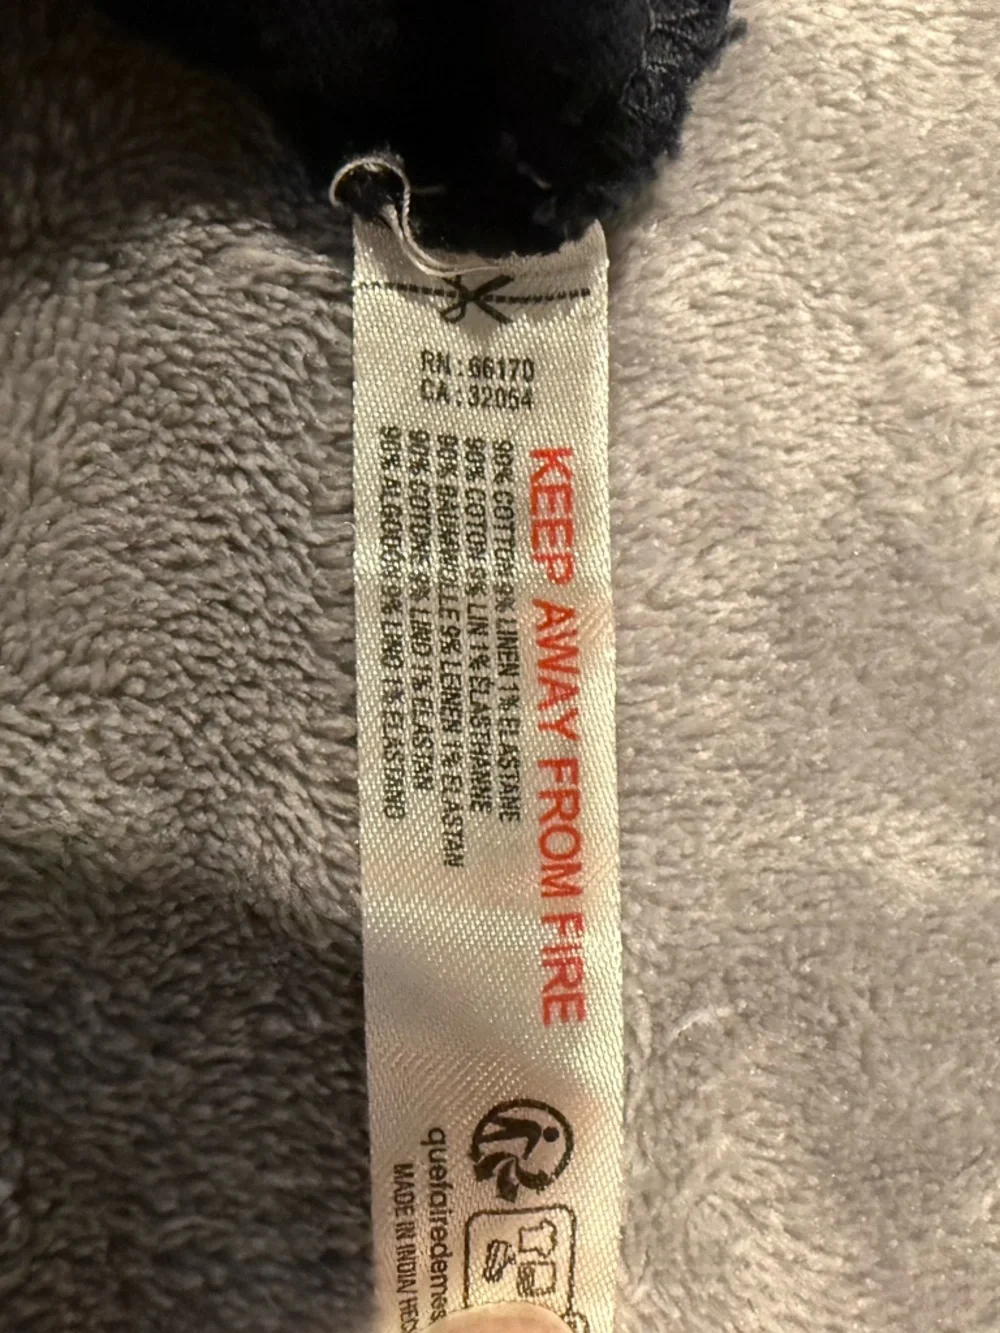 RN : 66170
CA : 32054
KEEP AWAY FROM FIRE
90% COTTON 9% LINEN 1% ELASTANE
90% COTON 9% LIN 1% ÉLASTHANNE
90% BAUMWOLLE 9% LEINEN 1% ELASTAN
90% COTONE 9% LINO 1% ELASTAN
90% ALGODÓN 9% LINO 1% ELASTANO
quefairedemes
MADE IN INDIA/ HEC